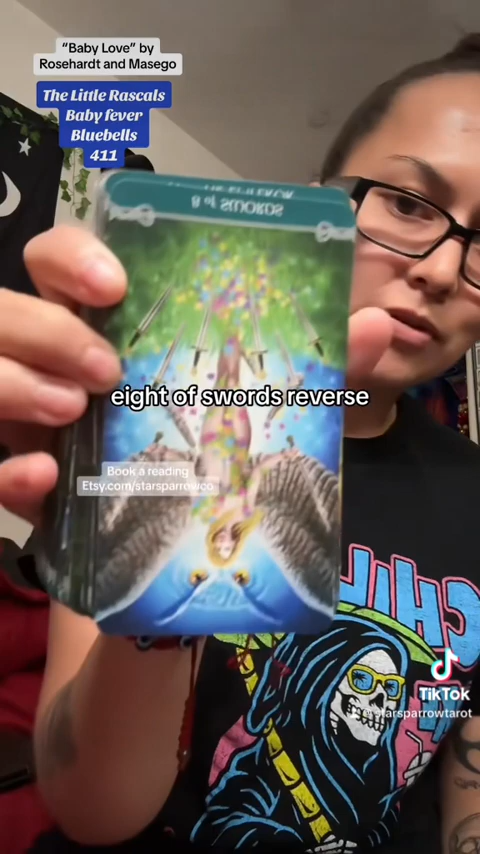 “Baby Love” by
Rosehardt and Masego
The Little Rascals
Baby fever
Bluebells
411
8 of SWORDS
eight of swords reverse
Book a reading
Etsy.com/starsparrowco
CHILL
TikTok
@starsparrowtarot